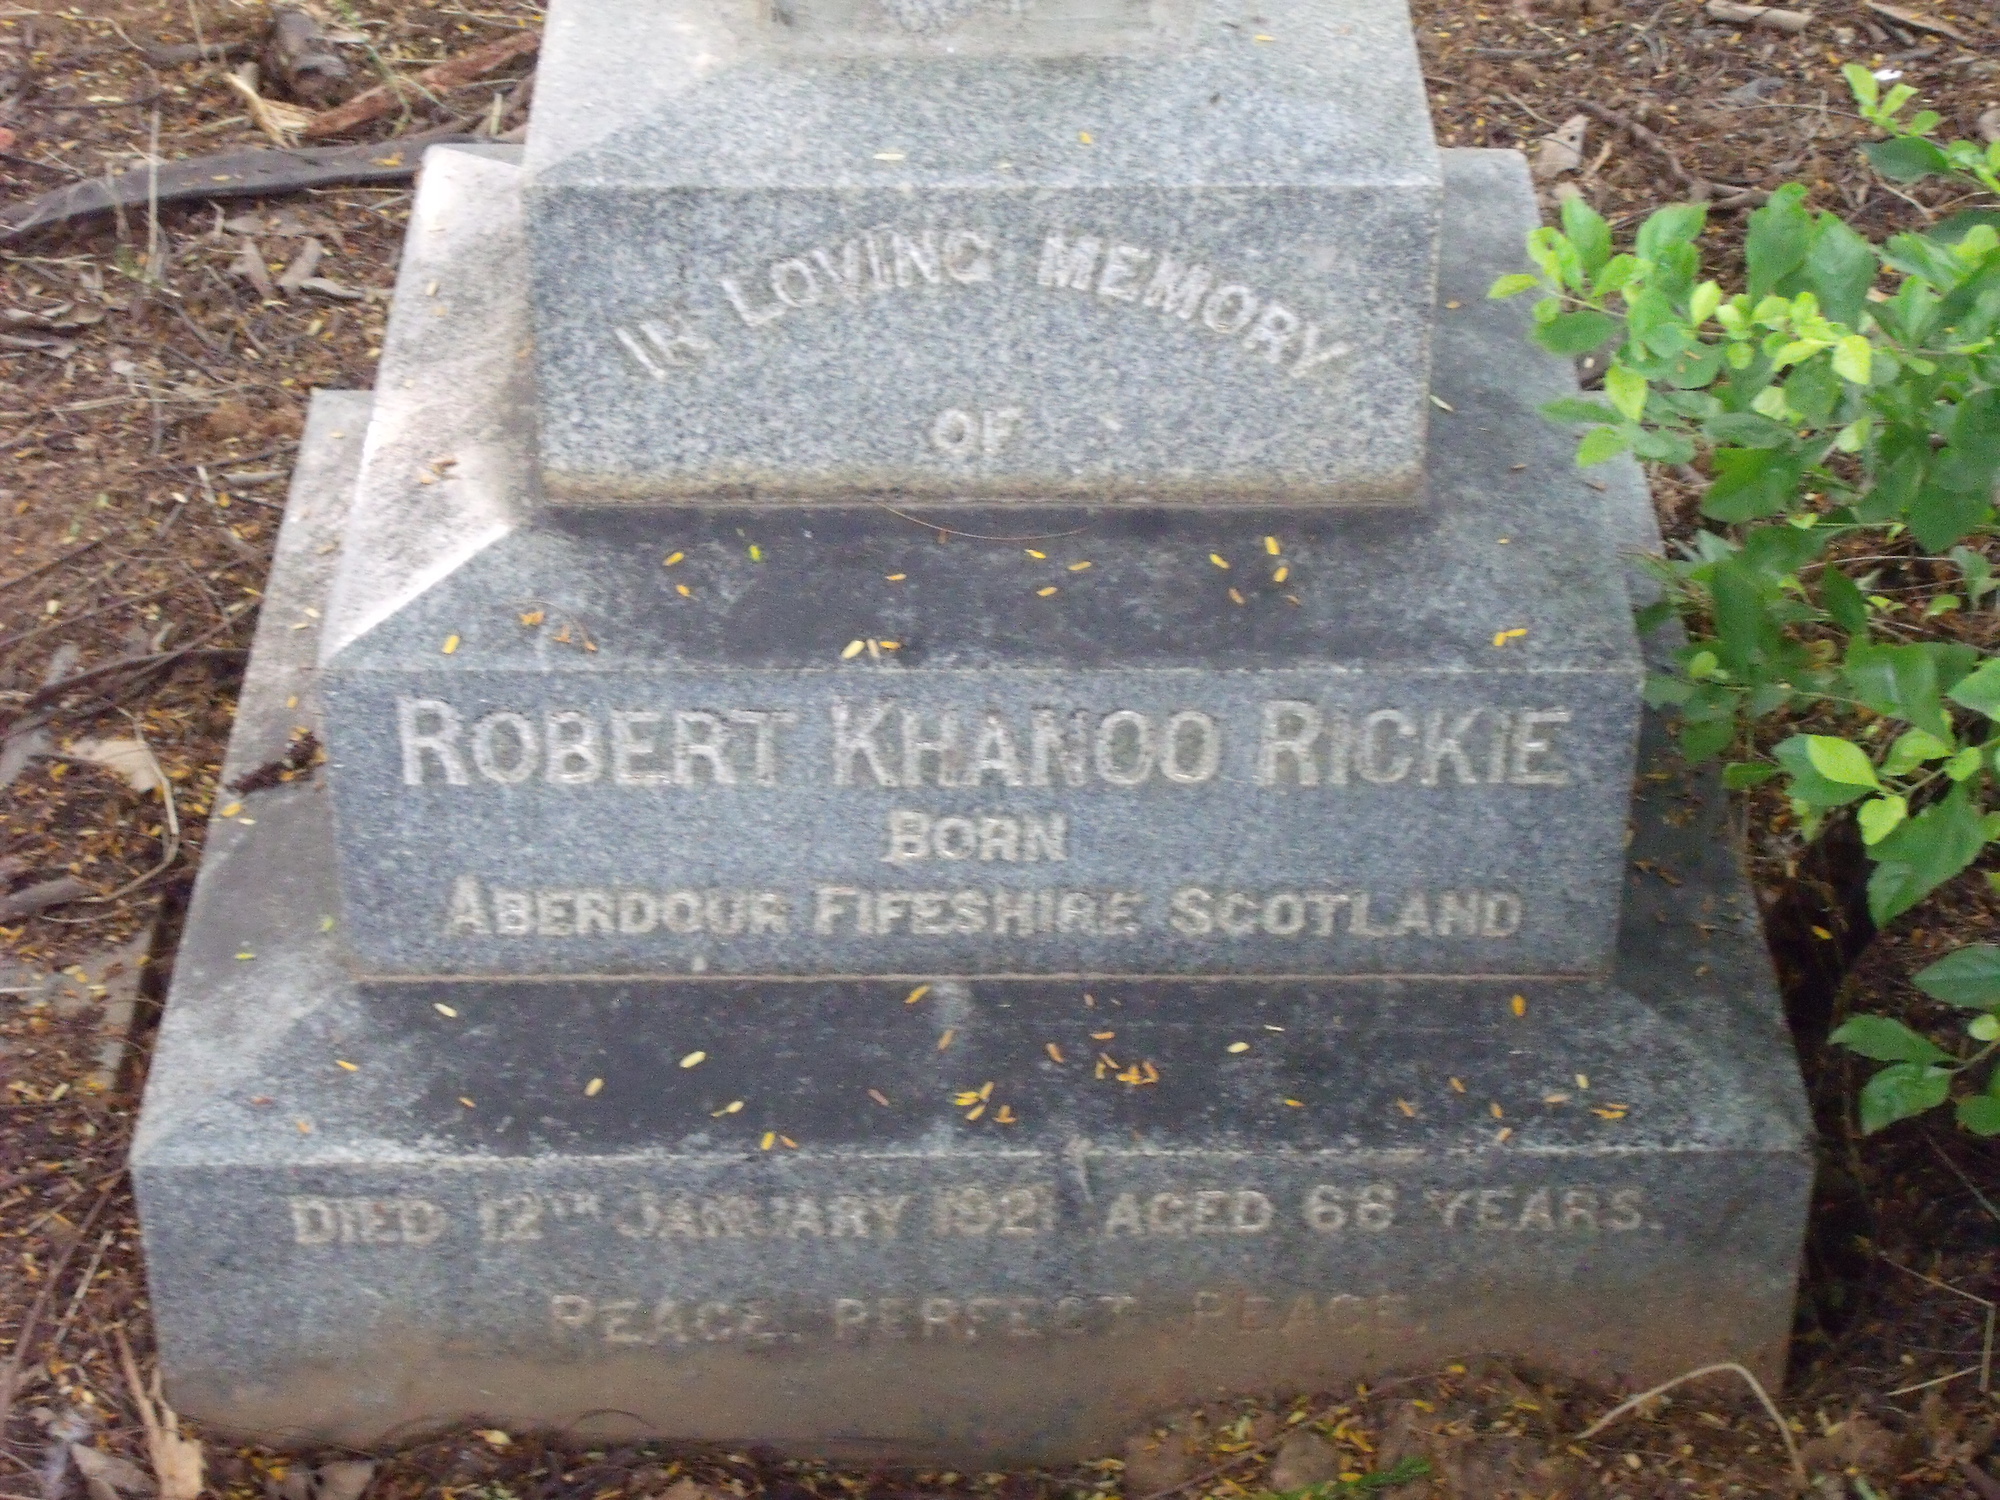 IN LOVING MEMORY
OF
ROBERT KHANOO RICKIE
BORN
ABERDOUR FIFESHIRE SCOTLAND
DIED 12TH JANUARY 1921 AGED 66 YEARS.
PEACE, PERFECT PEACE.